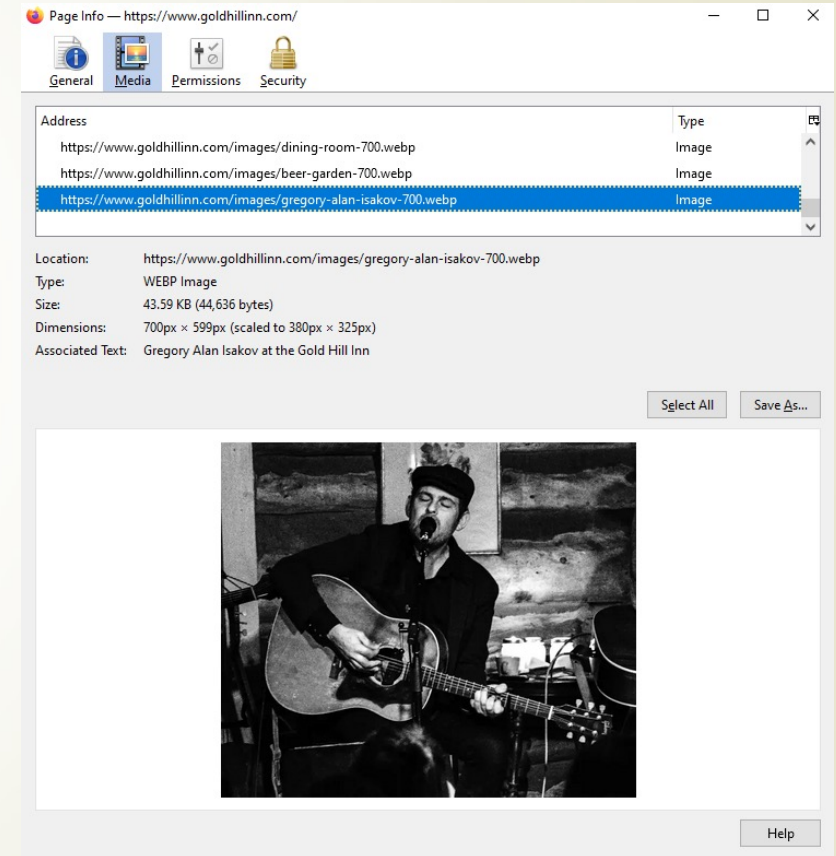 Page Info — https://www.goldhillinn.com/
General Media Permissions Security
Address Type
https://www.goldhillinn.com/images/dining-room-700.webp Image
https://www.goldhillinn.com/images/beer-garden-700.webp Image
https://www.goldhillinn.com/images/gregory-alan-isakov-700.webp Image
Location: https://www.goldhillinn.com/images/gregory-alan-isakov-700.webp
Type: WEBP Image
Size: 43.59 KB (44,636 bytes)
Dimensions: 700px × 599px (scaled to 380px × 325px)
Associated Text: Gregory Alan Isakov at the Gold Hill Inn
Select All Save As...
Help